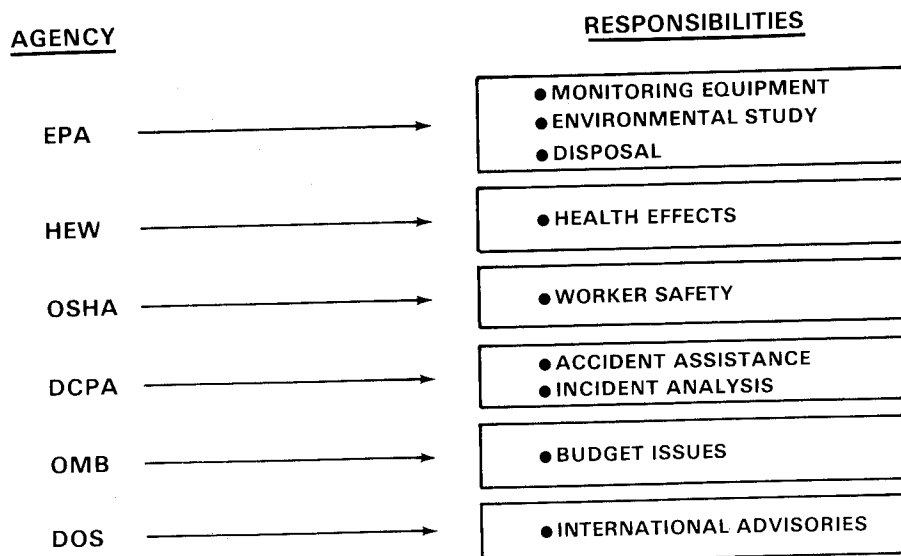 AGENCY
RESPONSIBILITIES
EPA
● MONITORING EQUIPMENT
● ENVIRONMENTAL STUDY
● DISPOSAL
HEW
● HEALTH EFFECTS
OSHA
● WORKER SAFETY
DCPA
● ACCIDENT ASSISTANCE
● INCIDENT ANALYSIS
OMB
● BUDGET ISSUES
DOS
● INTERNATIONAL ADVISORIES